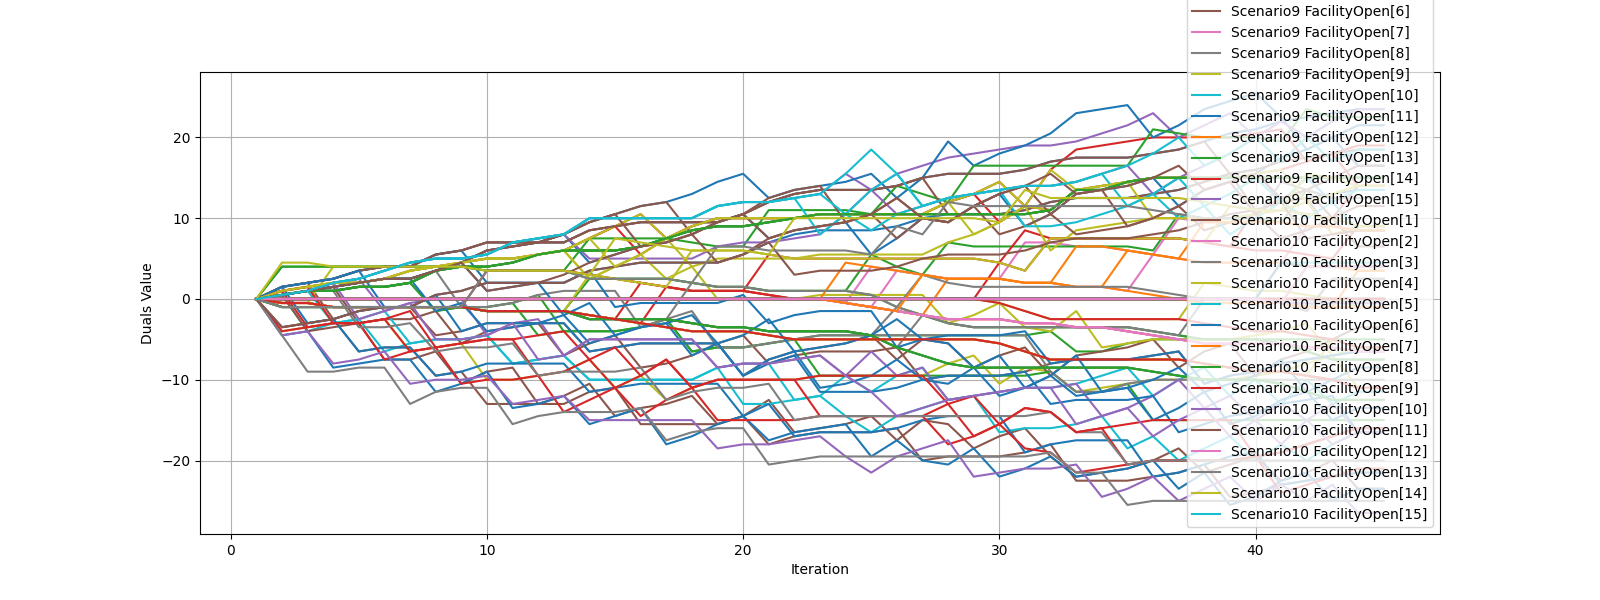 Scenario9 FacilityOpen[6]
Scenario9 FacilityOpen[7]
Scenario9 FacilityOpen[8]
Scenario9 FacilityOpen[9]
Scenario9 FacilityOpen[10]
Scenario9 FacilityOpen[11]
Scenario9 FacilityOpen[12]
Scenario9 FacilityOpen[13]
Scenario9 FacilityOpen[14]
Scenario9 FacilityOpen[15]
Scenario10 FacilityOpen[1]
Scenario10 FacilityOpen[2]
Scenario10 FacilityOpen[3]
Scenario10 FacilityOpen[4]
Scenario10 FacilityOpen[5]
Scenario10 FacilityOpen[6]
Scenario10 FacilityOpen[7]
Scenario10 FacilityOpen[8]
Scenario10 FacilityOpen[9]
Scenario10 FacilityOpen[10]
Scenario10 FacilityOpen[11]
Scenario10 FacilityOpen[12]
Scenario10 FacilityOpen[13]
Scenario10 FacilityOpen[14]
Scenario10 FacilityOpen[15]
Duals Value
20
10
0
−10
−20
0
10
20
30
40
Iteration